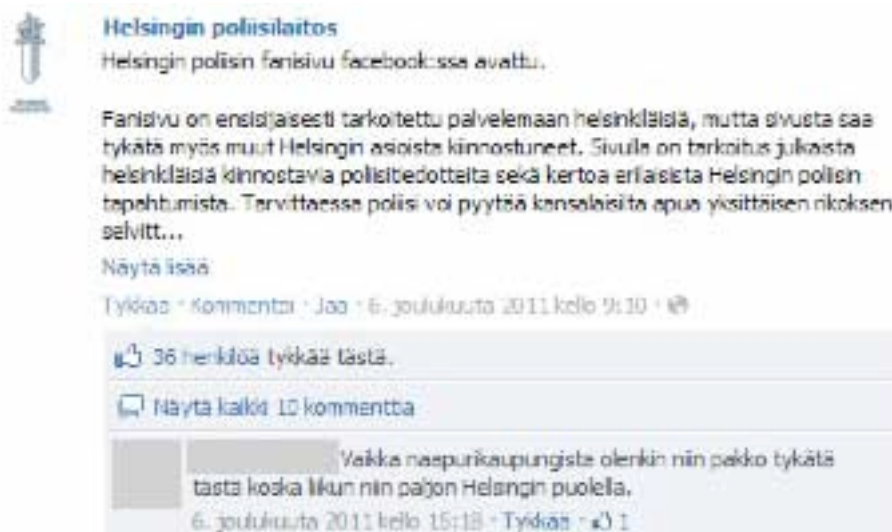 Helsingin poliisilaitos
Helsingin poliisin fanisivu facebook:ssa avattu.
Fanisivu on ensisijaisesti tarkoitettu palvelemaan helsinkiläisiä, mutta sivusta saa
tykätä myös muut Helsingin asioista kiinnostuneet. Sivulla on tarkoitus julkaista
helsinkiläisiä kiinnostavia poliisitiedotteita sekä kertoa erilaisista Helsingin poliisin
tapahtumista. Tarvittaessa poliisi voi pyytää kansalaisilta apua yksittäisen rikoksen
selvitt...
Näytä lisää
Tykkää · Kommentoi · Jaa · 6. joulukuuta 2011 kello 9:10 ·
36 henkilöä tykkää tästä.
Näytä kaikki 10 kommenttia
Vaikka naapurikaupungista olenkin niin pakko tykätä
tästä koska liikun niin paljon Helsingin puolella.
6. joulukuuta 2011 kello 15:18 · Tykkää · 1